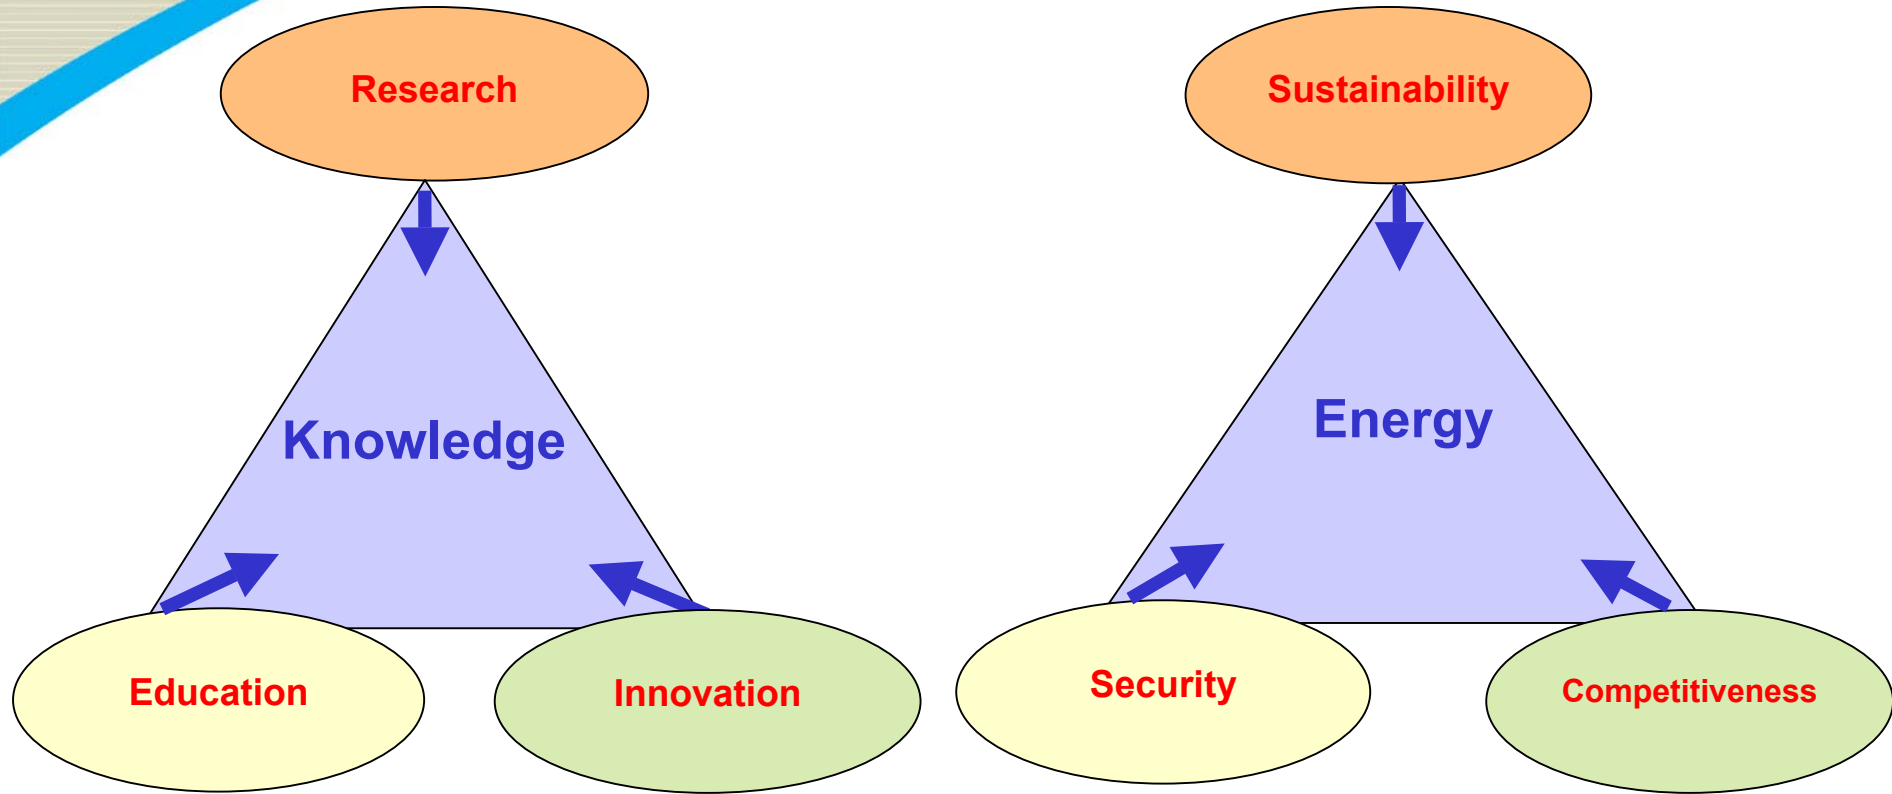 Research
Knowledge
Education
Innovation
Sustainability
Energy
Security
Competitiveness